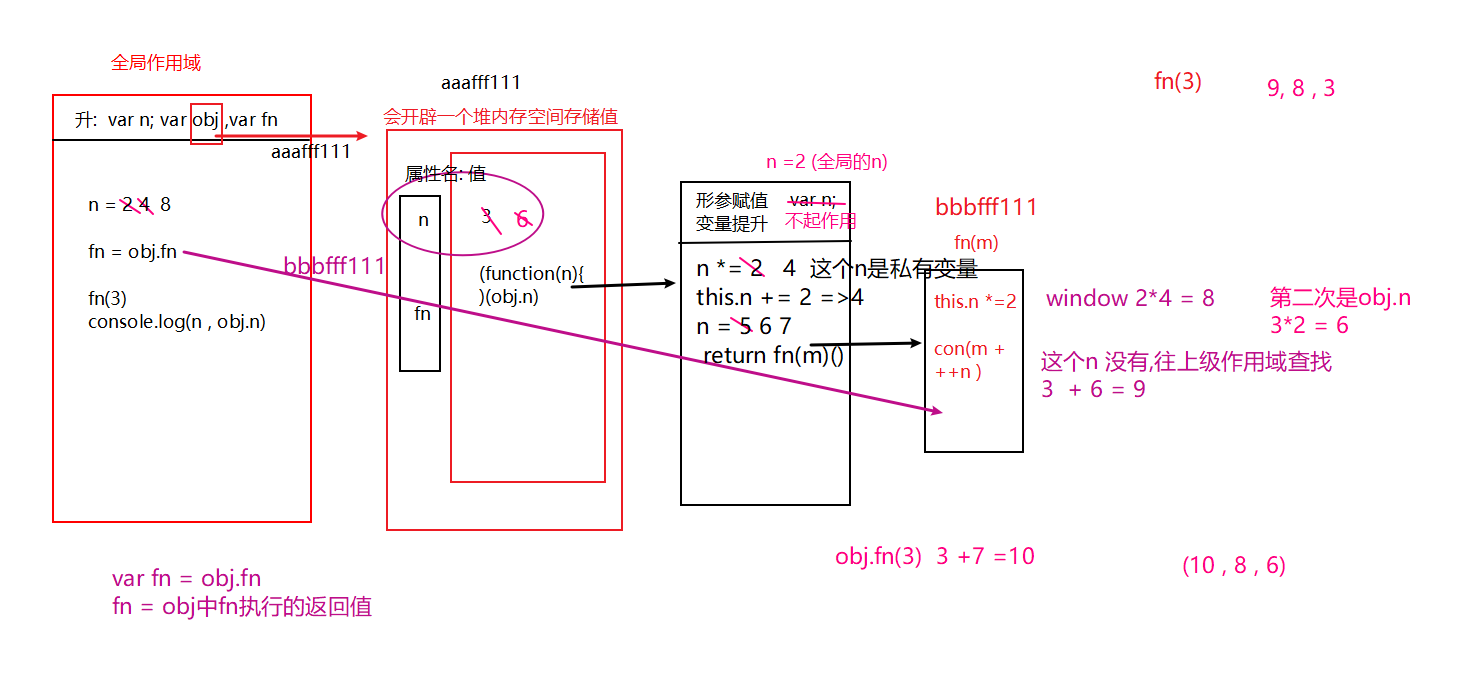 全局作用域
升: var n; var obj ,var fn
aaafff111
n = 2 4 8
fn = obj.fn
fn(3)
console.log(n , obj.n)
bbbfff111
aaafff111
会开辟一个堆内存空间存储值
属性名: 值
n 3 6
(function(n){
)(obj.n)
fn
n =2 (全局的n)
形参赋值 var n;
变量提升 不起作用
n *= 2 4 这个n是私有变量
this.n += 2 =>4
n = 5 6 7
return fn(m)()
bbbfff111
fn(m)
this.n *=2
con(m +
++n )
fn(3)
9, 8 , 3
window 2*4 = 8
第二次是obj.n
3*2 = 6
这个n 没有,往上级作用域查找
3 + 6 = 9
var fn = obj.fn
fn = obj中fn执行的返回值
obj.fn(3) 3 +7 =10
(10 , 8 , 6)